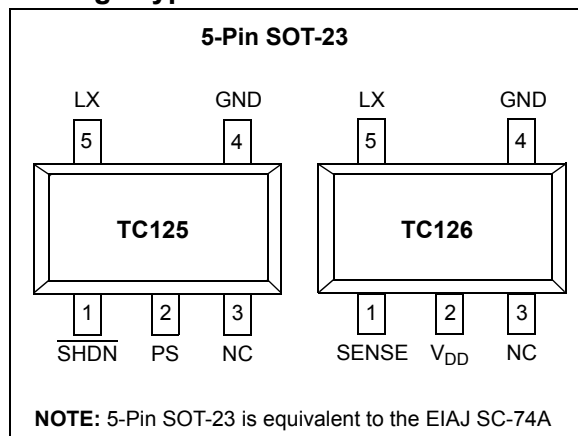 5-Pin SOT-23
LX GND LX GND
5 4 5 4
TC125 TC126
1 2 3 1 2 3
SHDN PS NC SENSE VDD NC
NOTE: 5-Pin SOT-23 is equivalent to the EIAJ SC-74A